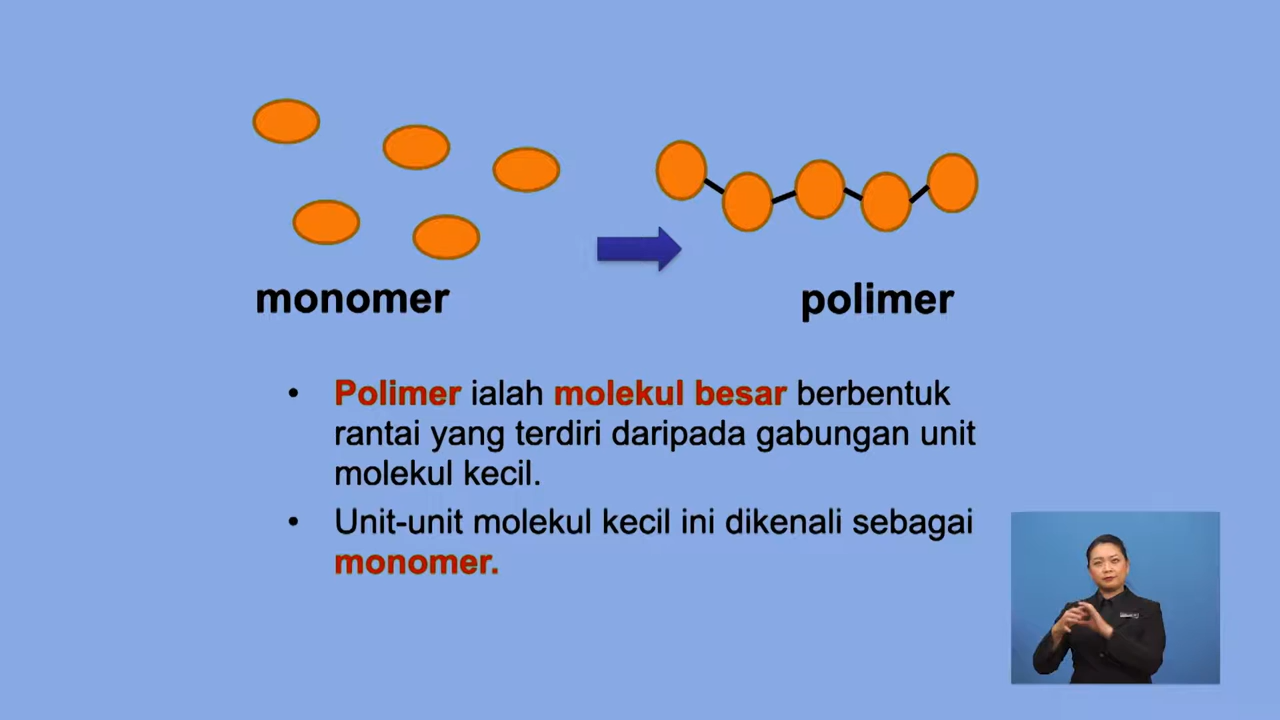 monomer
polimer
• Polimer ialah molekul besar berbentuk
rantai yang terdiri daripada gabungan unit
molekul kecil.
• Unit-unit molekul kecil ini dikenali sebagai
monomer.